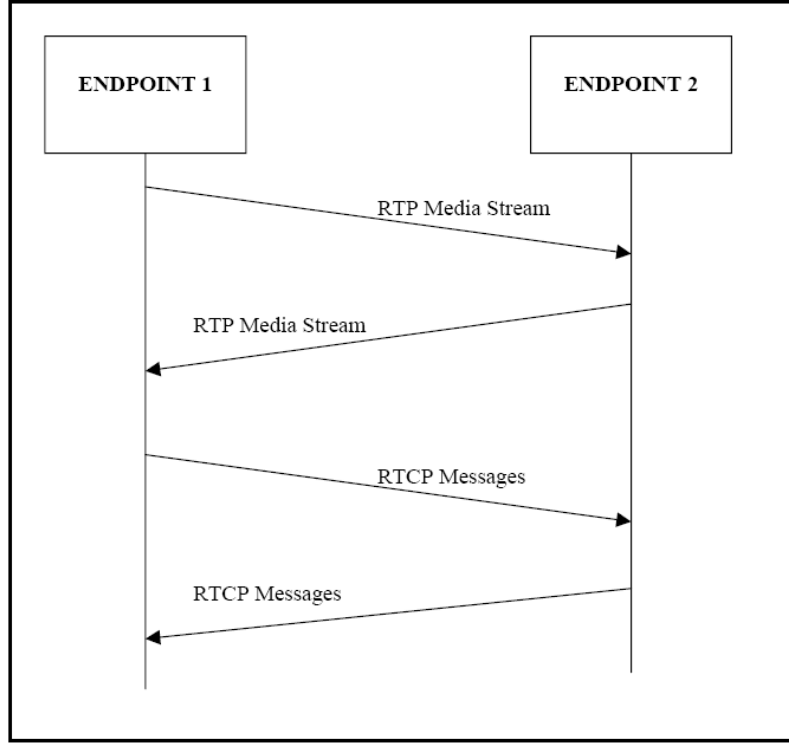 ENDPOINT 1
ENDPOINT 2
RTP Media Stream
RTP Media Stream
RTCP Messages
RTCP Messages